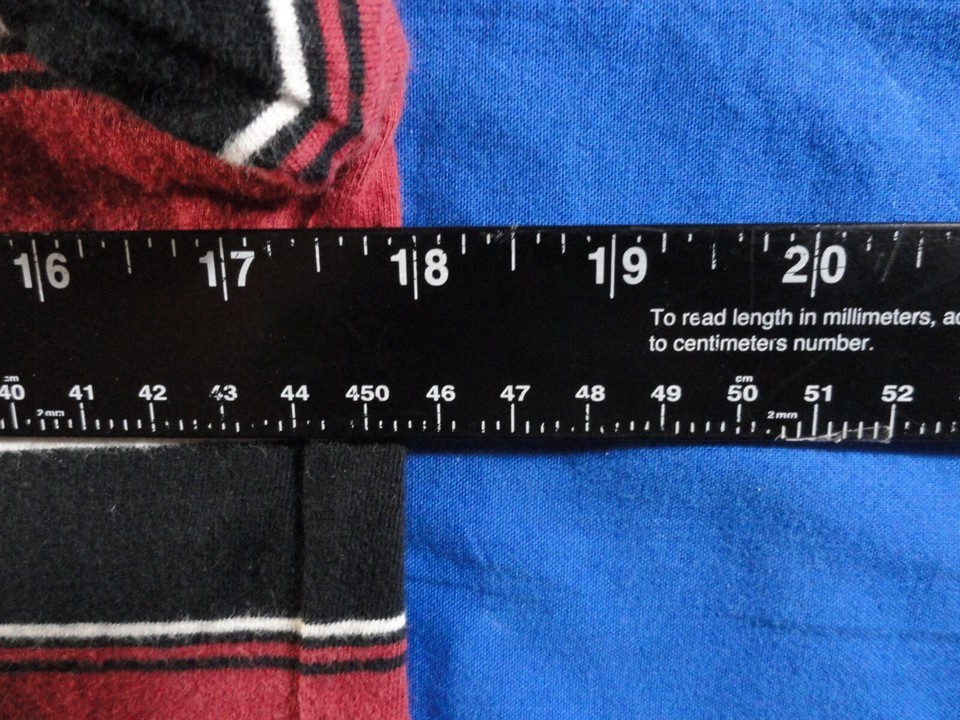 16 17 18 19 20
To read length in millimeters,
to centimeters number.
cm cm
40 41 42 43 44 450 46 47 48 49 50 51 52
2mm 2mm